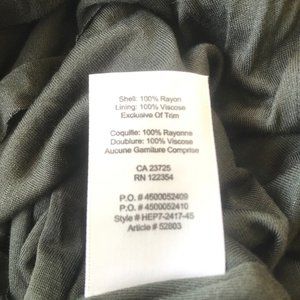 Shell: 100% Rayon
Lining: 100% Viscose
Exclusive Of Trim
Coquille: 100% Rayonne
Doublure: 100% Viscose
Aucune Garniture Comprise
CA 23725
RN 122354
P.O. # 4500052409
P.O. # 4500052410
Style # HEP7-2417-45
Article # 52803